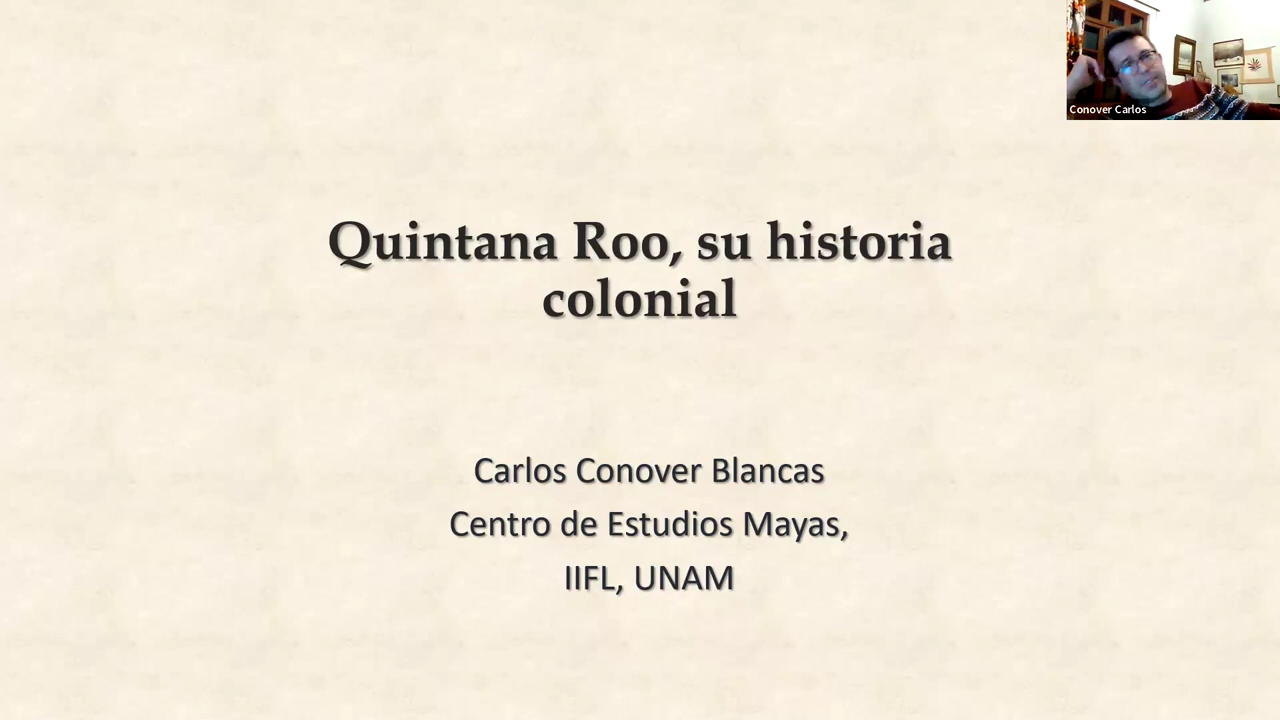 Conover Carlos
Quintana Roo, su historia
colonial
Carlos Conover Blancas
Centro de Estudios Mayas,
IIFL, UNAM